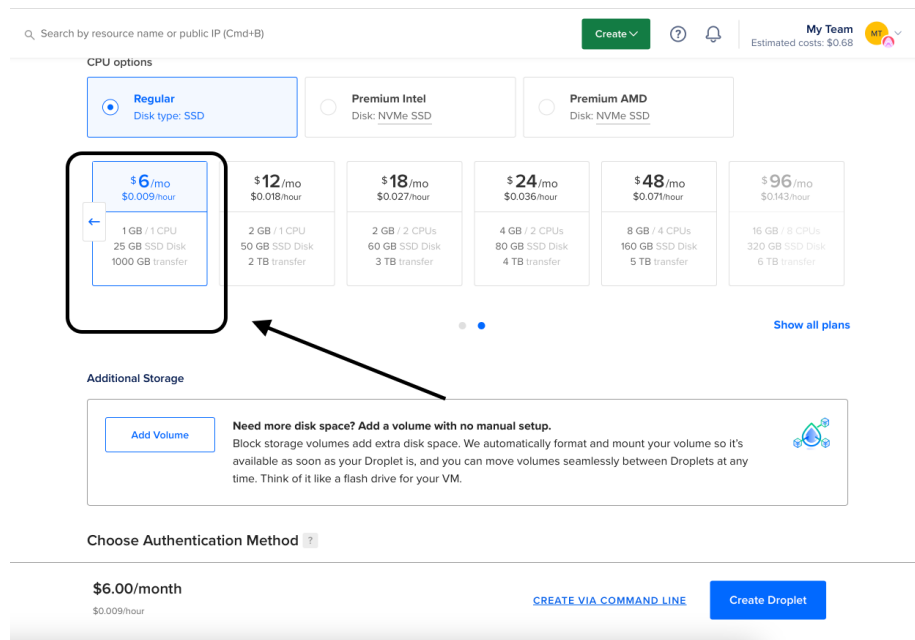 Search by resource name or public IP (Cmd+B)
Create
?
My Team
Estimated costs: $0.68
MT
CPU options
Regular
Disk type: SSD
Premium Intel
Disk: NVMe SSD
Premium AMD
Disk: NVMe SSD
$6/mo
$0.009/hour
1 GB / 1 CPU
25 GB SSD Disk
1000 GB transfer
$12/mo
$0.018/hour
2 GB / 1 CPU
50 GB SSD Disk
2 TB transfer
$18/mo
$0.027/hour
2 GB / 2 CPUs
60 GB SSD Disk
3 TB transfer
$24/mo
$0.036/hour
4 GB / 2 CPUs
80 GB SSD Disk
4 TB transfer
$48/mo
$0.071/hour
8 GB / 4 CPUs
160 GB SSD Disk
5 TB transfer
$96/mo
$0.143/hour
16 GB / 8 CPUs
320 GB SSD Disk
6 TB transfer
Show all plans
Additional Storage
Add Volume
Need more disk space? Add a volume with no manual setup.
Block storage volumes add extra disk space. We automatically format and mount your volume so it's
available as soon as your Droplet is, and you can move volumes seamlessly between Droplets at any
time. Think of it like a flash drive for your VM.
Choose Authentication Method ?
$6.00/month
$0.009/hour
CREATE VIA COMMAND LINE
Create Droplet